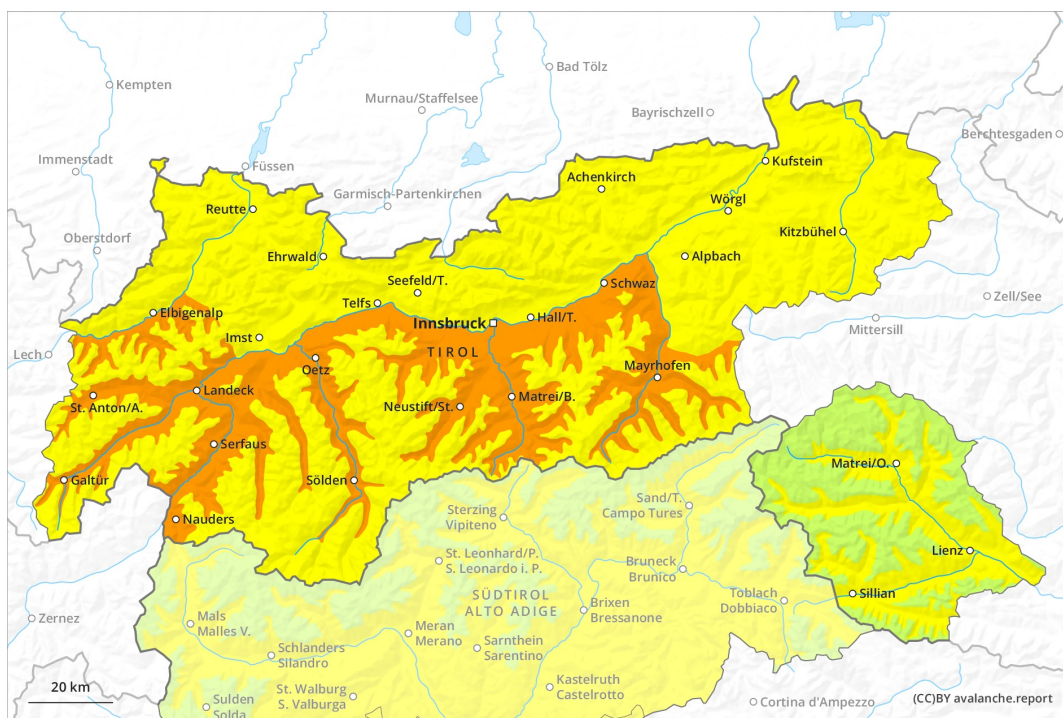 Bad Tölz
Kempten
Murnau/Staffelsee
Bayrischzell
Berchtesgaden
Immenstadt
Füssen
Kufstein
Achenkirch
Garmisch-Partenkirchen
Wörgl
Reutte
Kitzbühel
Oberstdorf
Ehrwald
Alpbach
Seefeld/T.
Schwaz
Zell/See
Telfs
Elbigenalp
Hall/T.
Innsbruck
Mittersill
Imst
Lech
TIROL
Oetz
Mayrhofen
Landeck
St. Anton/A.
Neustift/St.
Matrei/B.
Serfaus
Matrei/O.
Galtür
Sölden
Sand/T.
Campo Tures
Sterzing
Vipiteno
Nauders
Lienz
St. Leonhard/P.
S. Leonardo i. P.
Bruneck
Brunico
Sillian
SÜDTIROL
ALTO ADIGE
Toblach
Dobbiaco
Brixen
Bressanone
Zernez
Mals
Malles V.
Meran
Merano
Sarnthein
Sarentino
Schlanders
Silandro
Kastelruth
Castelrotto
20 km
St. Walburg
S. Valburga
Sulden
Solda
Cortina d'Ampezzo
(CC)BY avalanche.report